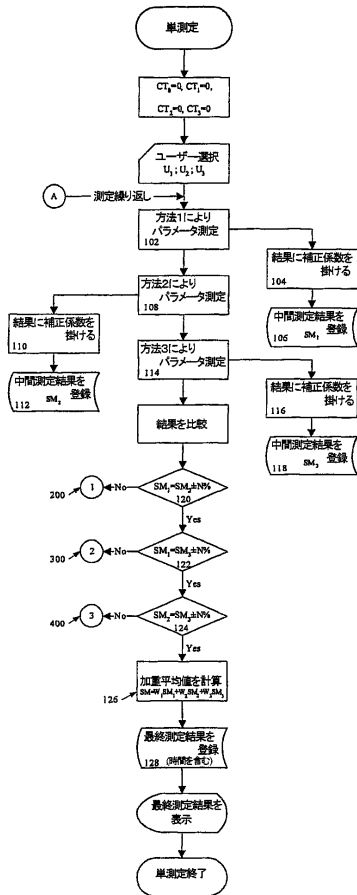 単測定
CT₀=0, CT₁=0,
CT₂=0, CT₃=0
ユーザー選択
U₁ ; U₂ ; U₃
A
測定繰り返し
方法1により
パラメータ測定
102
結果に補正係数を
掛ける
104
中間測定結果を
登録
106 SM₁
方法2により
パラメータ測定
108
結果に補正係数を
掛ける
110
中間測定結果を
登録
112 SM₂
方法3により
パラメータ測定
114
結果に補正係数を
掛ける
116
中間測定結果を
登録
118 SM₃
結果を比較
200
1
No
SM₁=SM₂±N%
120
Yes
300
2
No
SM₁=SM₃±N%
122
Yes
400
3
No
SM₂=SM₃±N%
124
Yes
加重平均値を計算
SM=W₁SM₁+W₂SM₂+W₃SM₃
126
最終測定結果を
登録
128 (時間を含む)
最終測定結果を
表示
単測定終了